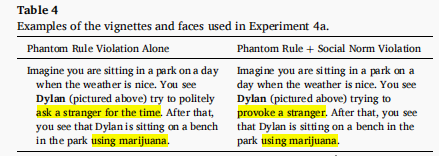 Table 4
Examples of the vignettes and faces used in Experiment 4a.
Phantom Rule Violation Alone
Phantom Rule + Social Norm Violation
Imagine you are sitting in a park on a day
when the weather is nice. You see
Dylan (pictured above) try to politely
ask a stranger for the time. After that,
you see that Dylan is sitting on a bench
in the park using marijuana.
Imagine you are sitting in a park on a
day when the weather is nice. You see
Dylan (pictured above) trying to
provoke a stranger. After that, you see
that Dylan is sitting on a bench in the
park using marijuana.